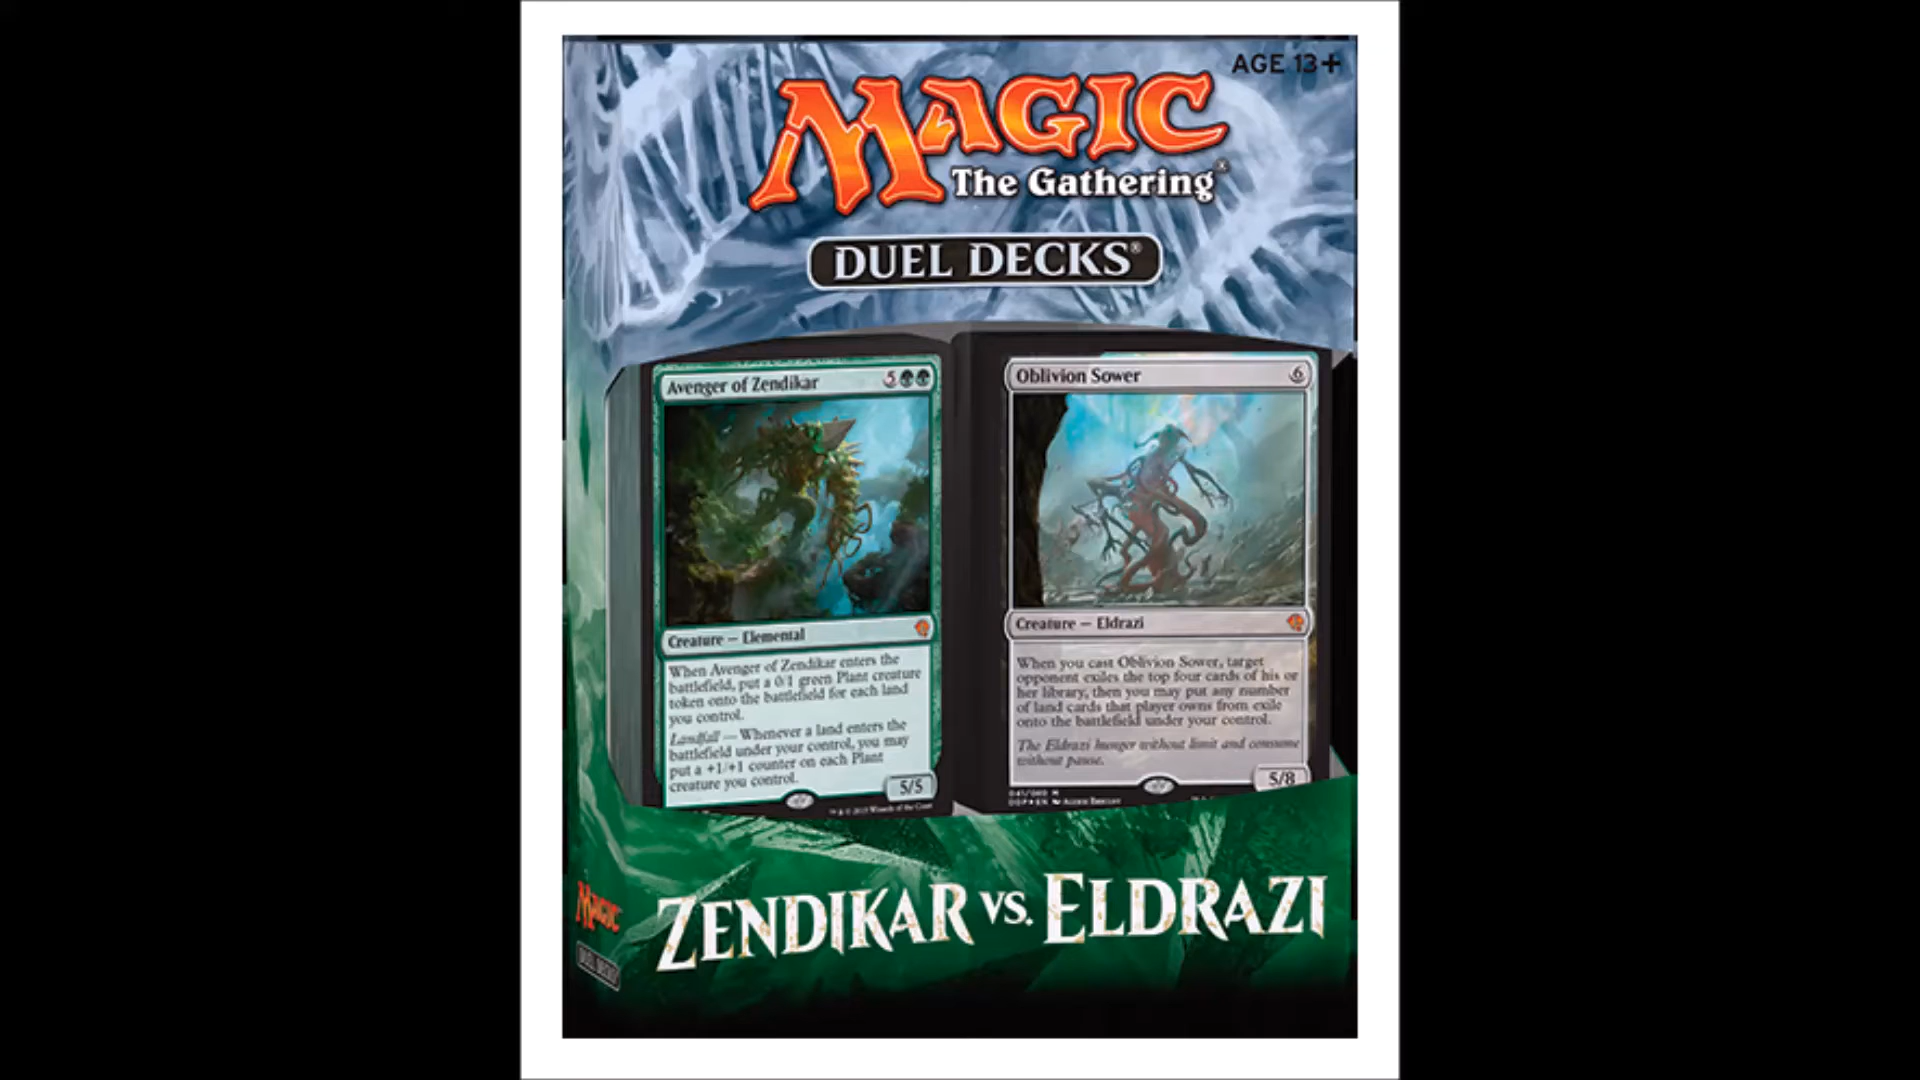 AGE 13+
MAGIC
The Gathering®
DUEL DECKS®
Avenger of Zendikar 5
Creature — Elemental
When Avenger of Zendikar enters the
battlefield, put a 0/1 green Plant creature
token onto the battlefield for each land
you control.
Landfall — Whenever a land enters the
battlefield under your control, you may
put a +1/+1 counter on each Plant
creature you control.
5/5
Oblivion Sower 6
Creature — Eldrazi
When you cast Oblivion Sower, target
opponent exiles the top four cards of his or
her library, then you may put any number
of land cards that player owns from exile
onto the battlefield under your control.
The Eldrazi hunger without limit and consume
without pause.
5/8
MAGIC
DUEL DECKS
ZENDIKAR VS. ELDRAZI